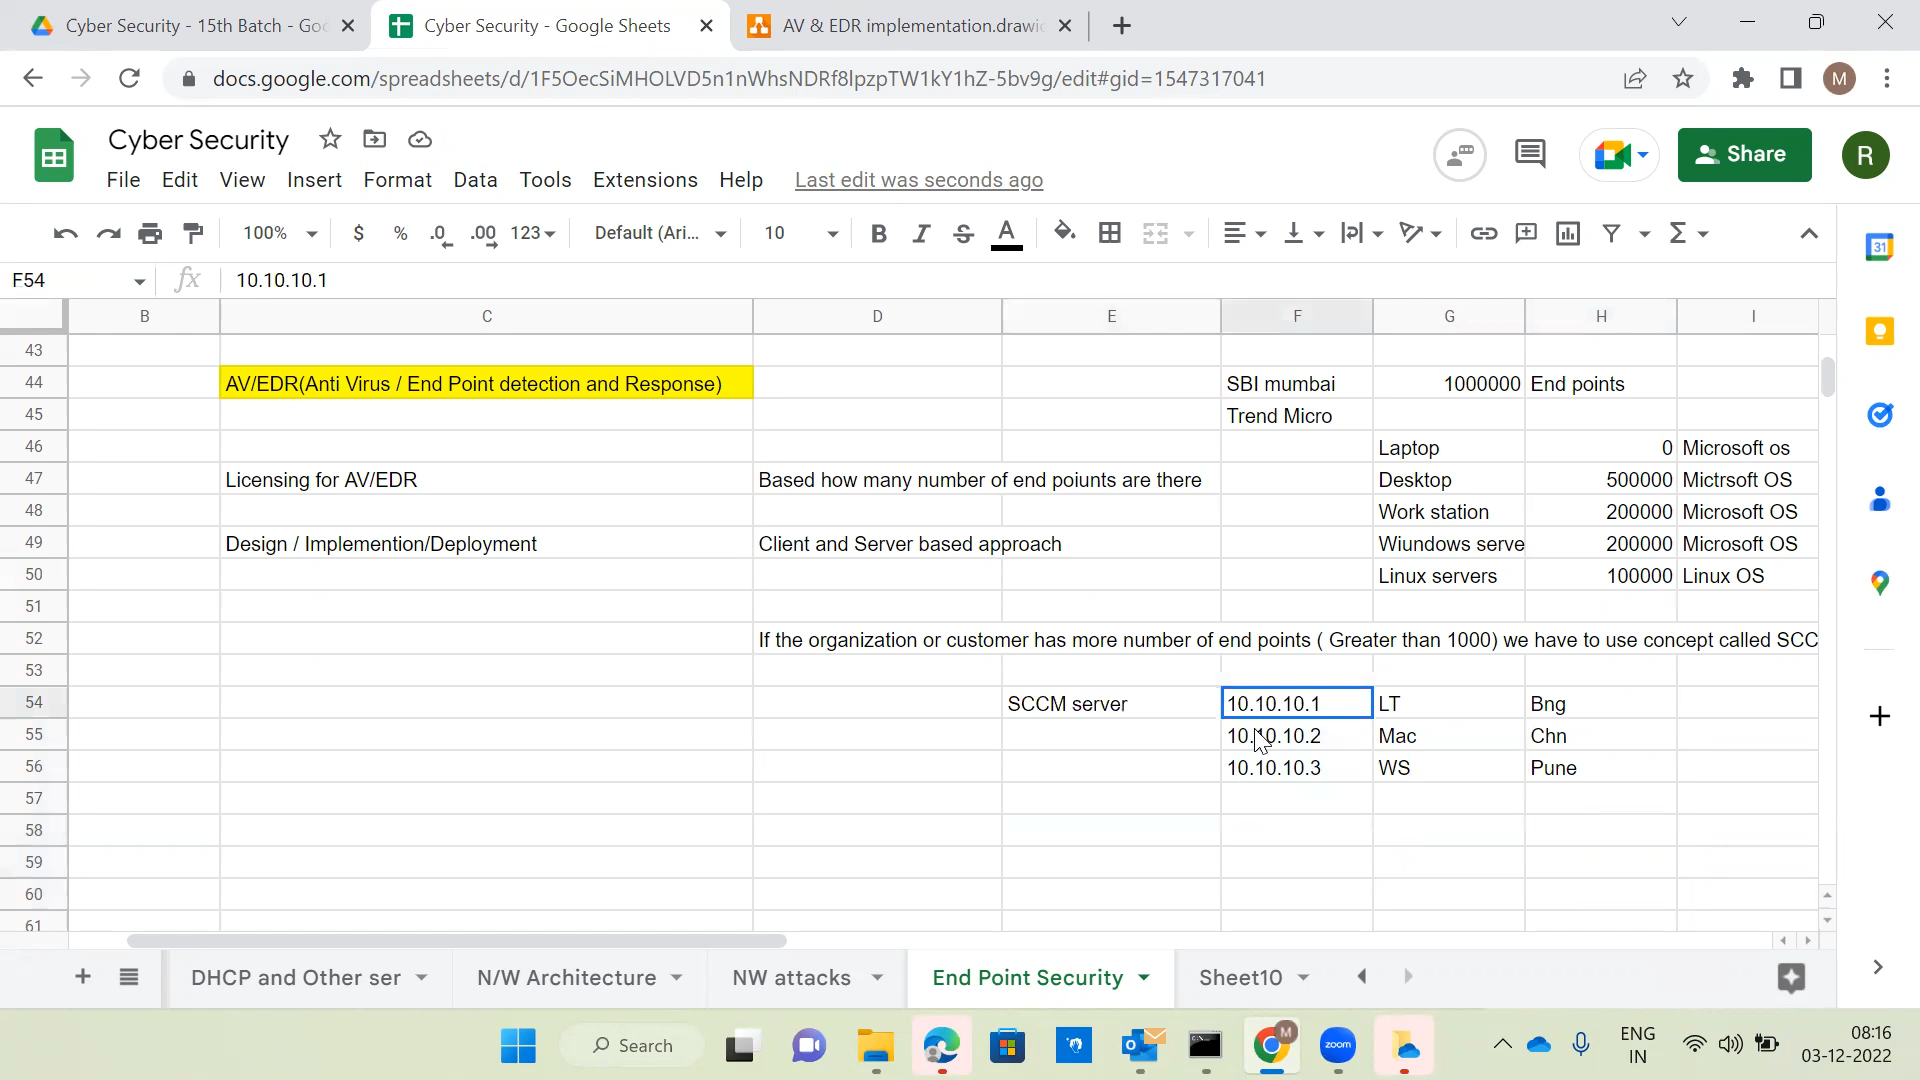 Cyber Security - 15th Batch - Goo
Cyber Security - Google Sheets
AV & EDR implementation.drawio
docs.google.com/spreadsheets/d/1F5OecSiMHOLVD5n1nWhsNDRf8lpzpTW1kY1hZ-5bv9g/edit#gid=1547317041
M
Cyber Security
Share
R
File Edit View Insert Format Data Tools Extensions Help Last edit was seconds ago
100% $ % .0 .00 123 Default (Ari... 10 B I S A
31
F54 fx 10.10.10.1
B C D E F G H I
43
44 AV/EDR(Anti Virus / End Point detection and Response) SBI mumbai 1000000 End points
45 Trend Micro
46 Laptop 0 Microsoft os
47 Licensing for AV/EDR Based how many number of end poiunts are there Desktop 500000 Mictrsoft OS
48 Work station 200000 Microsoft OS
49 Design / Implemention/Deployment Client and Server based approach Wiundows serve 200000 Microsoft OS
50 Linux servers 100000 Linux OS
51
52 If the organization or customer has more number of end points ( Greater than 1000) we have to use concept called SCC
53
54 SCCM server 10.10.10.1 LT Bng
55 10.10.10.2 Mac Chn
56 10.10.10.3 WS Pune
57
58
59
60
61
DHCP and Other ser N/W Architecture NW attacks End Point Security Sheet10
Search
M
zoom
ENG
IN
08:16
03-12-2022